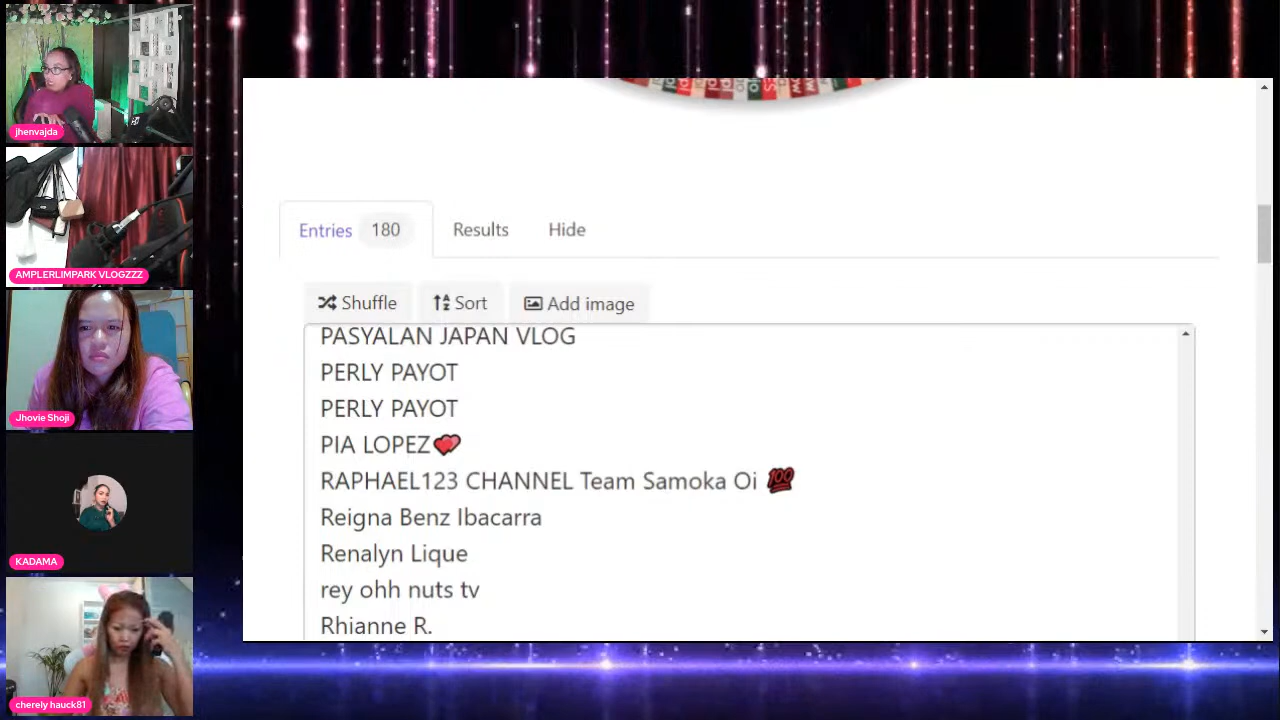 jhenvajda
AMPLERLIMPARK VLOGZZZ
Jhovie Shoji
KADAMA
cherely hauck81
Entries 180
Results
Hide
Shuffle
Sort
Add image
PASYALAN JAPAN VLOG
PERLY PAYOT
PERLY PAYOT
PIA LOPEZ💕
RAPHAEL123 CHANNEL Team Samoka Oi 💯
Reigna Benz Ibacarra
Renalyn Lique
rey ohh nuts tv
Rhianne R.